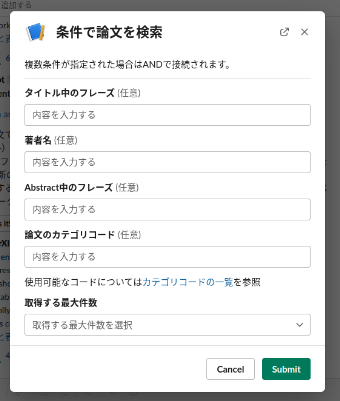 追加する
条件で論文を検索
複数条件が指定された場合はANDで接続されます。
タイトル中のフレーズ (任意)
内容を入力する
著者名 (任意)
内容を入力する
Abstract中のフレーズ (任意)
内容を入力する
論文のカテゴリコード (任意)
内容を入力する
使用可能なコードについてはカテゴリコードの一覧を参照
取得する最大件数
取得する最大件数を選択
Cancel
Submit